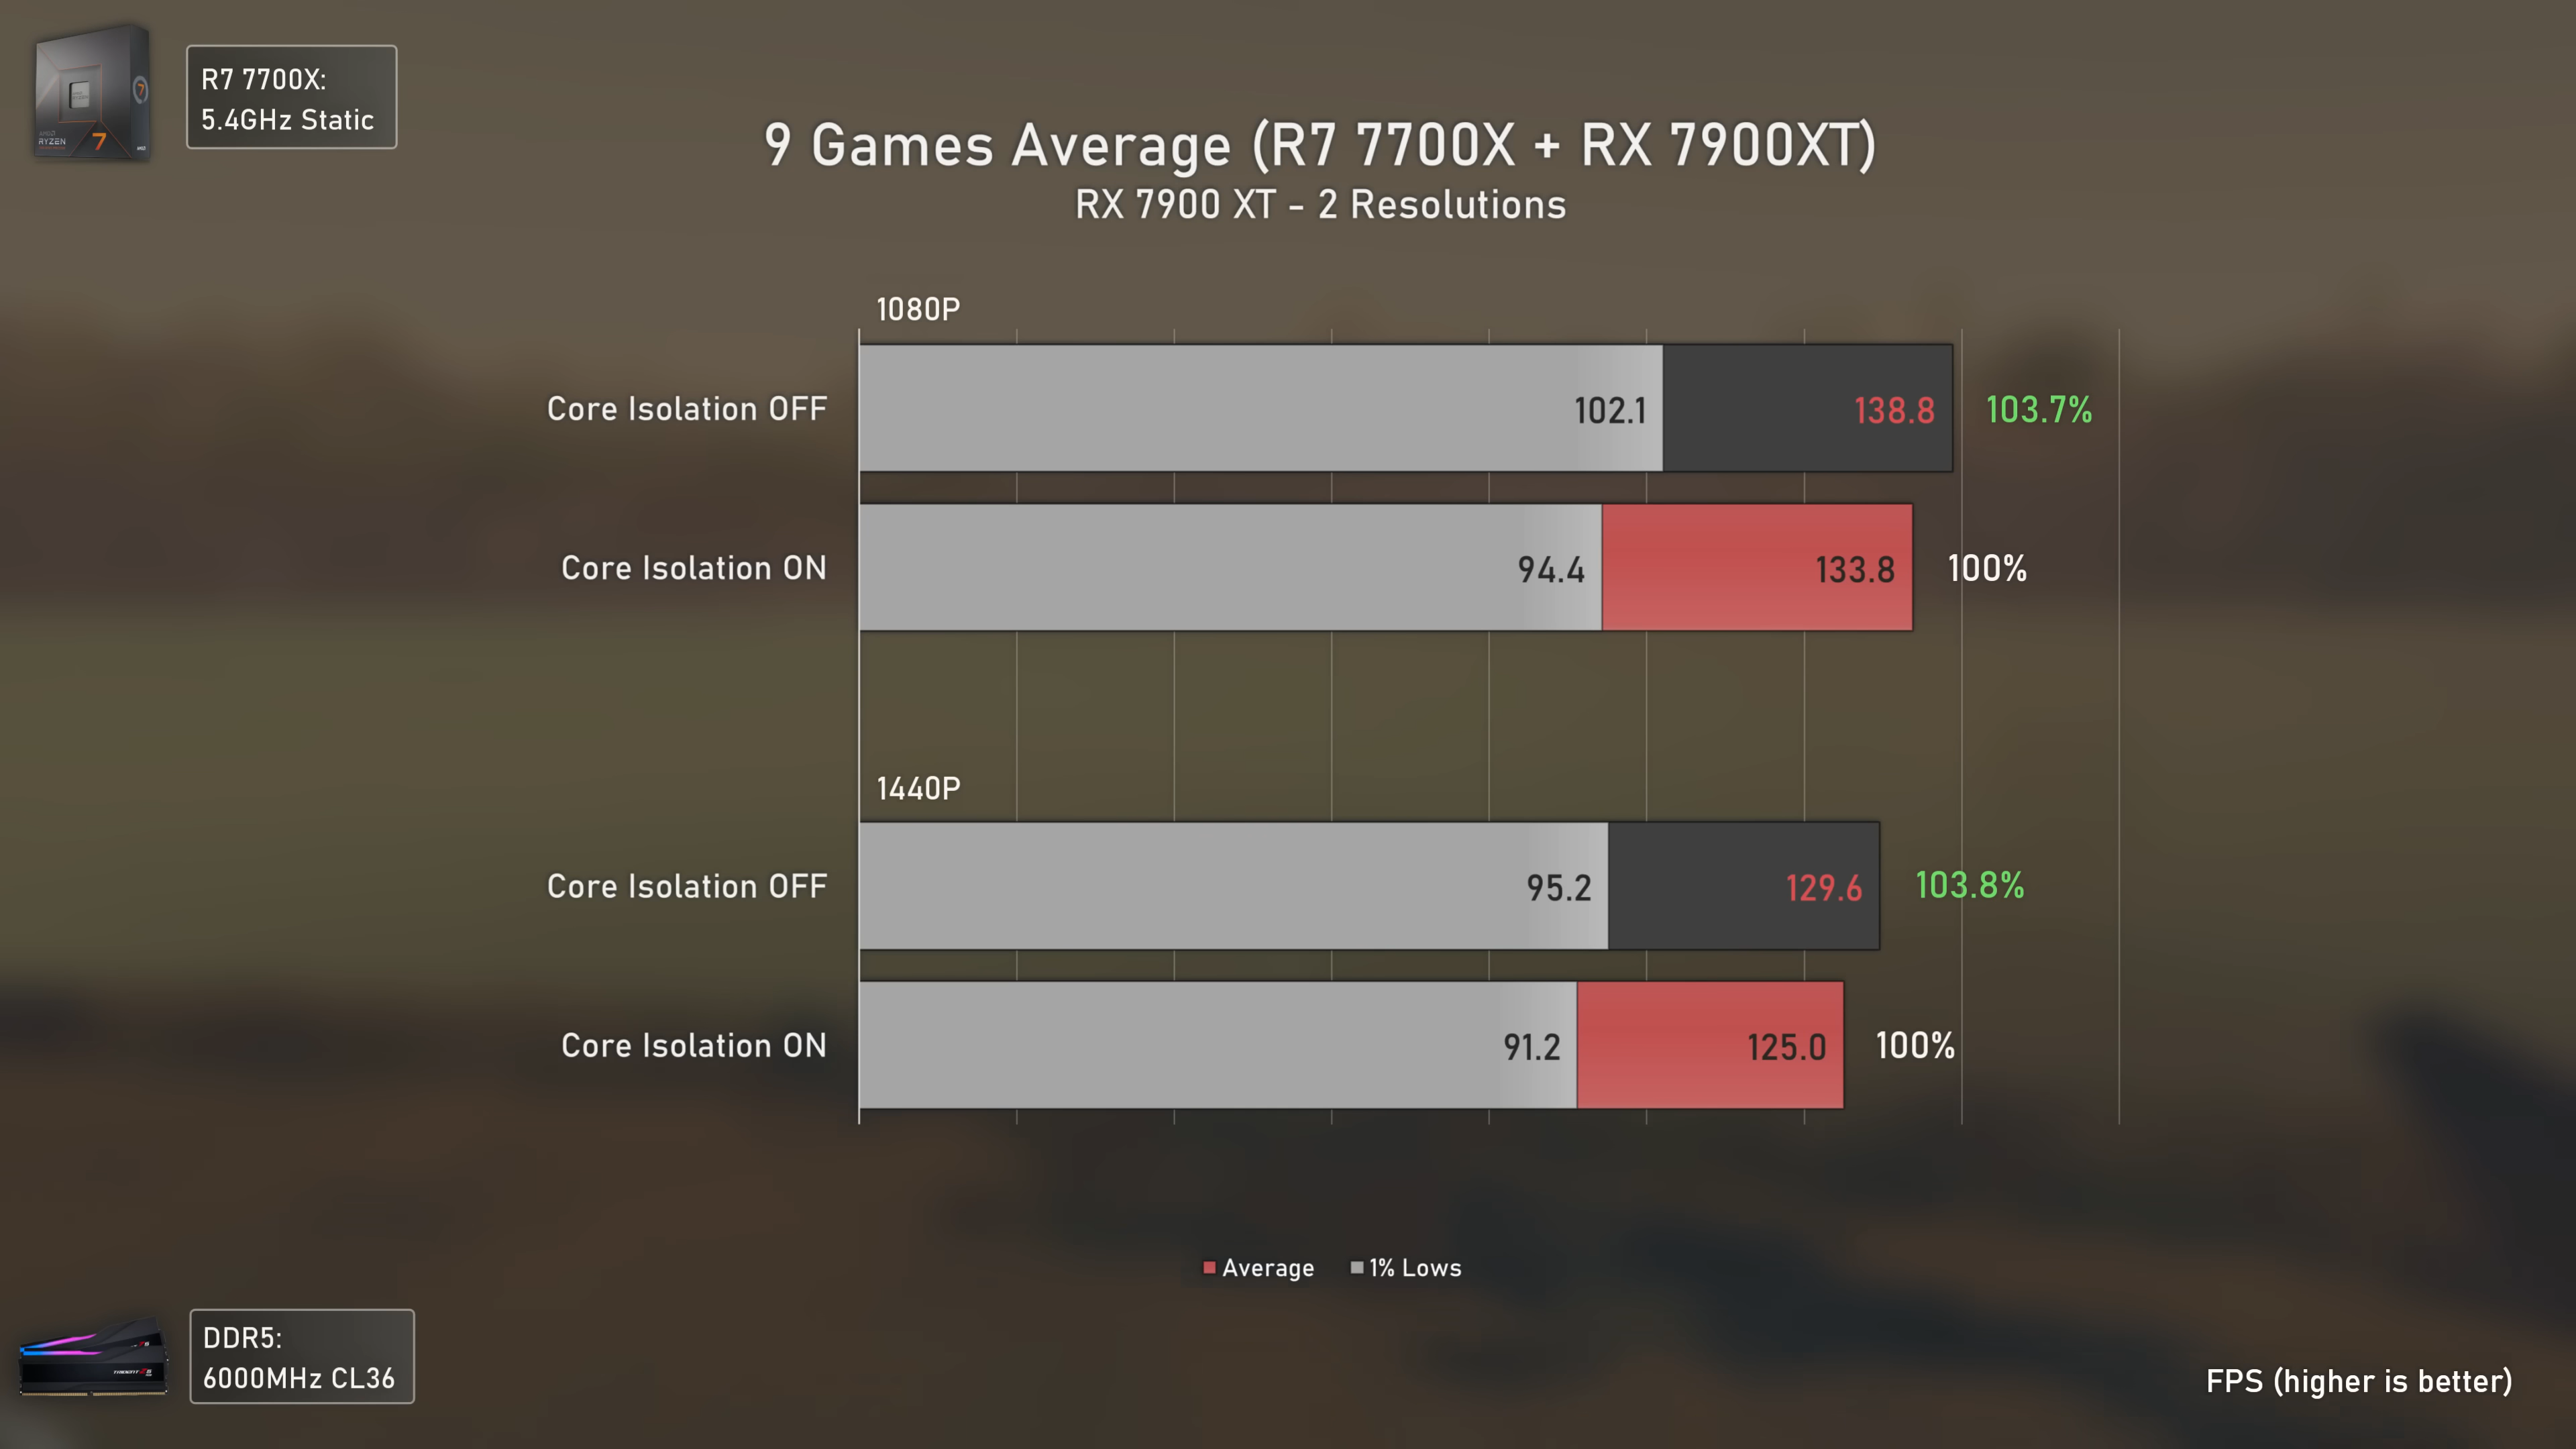 R7 7700X:
5.4GHz Static
RYZEN
7
7
9 Games Average (R7 7700X + RX 7900XT)
RX 7900 XT - 2 Resolutions
1080P
Core Isolation OFF
102.1
138.8
103.7%
Core Isolation ON
94.4
133.8
100%
1440P
Core Isolation OFF
95.2
129.6
103.8%
Core Isolation ON
91.2
125.0
100%
Average
1% Lows
DDR5:
6000MHz CL36
FPS (higher is better)